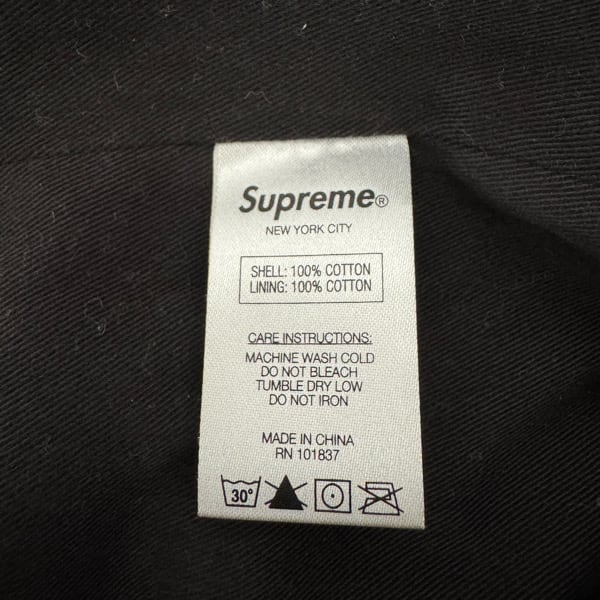 Supreme®
NEW YORK CITY
SHELL: 100% COTTON
LINING: 100% COTTON
CARE INSTRUCTIONS:
MACHINE WASH COLD
DO NOT BLEACH
TUMBLE DRY LOW
DO NOT IRON
MADE IN CHINA
RN 101837
30°